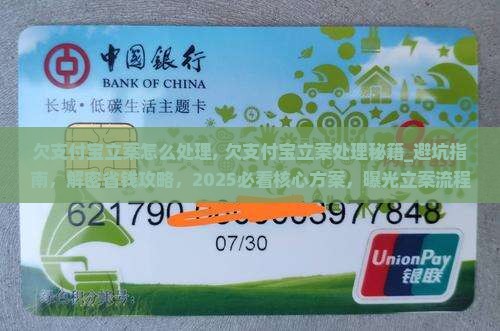 中国银行
BANK OF CHINA
长城·低碳生活主题卡
欠支付宝立案怎么处理, 欠支付宝立案处理秘籍_避坑指
南，解密省钱攻略，2025必看核心方案，曝光立案流程
621790 3977848
07/30
UnionPay
银联